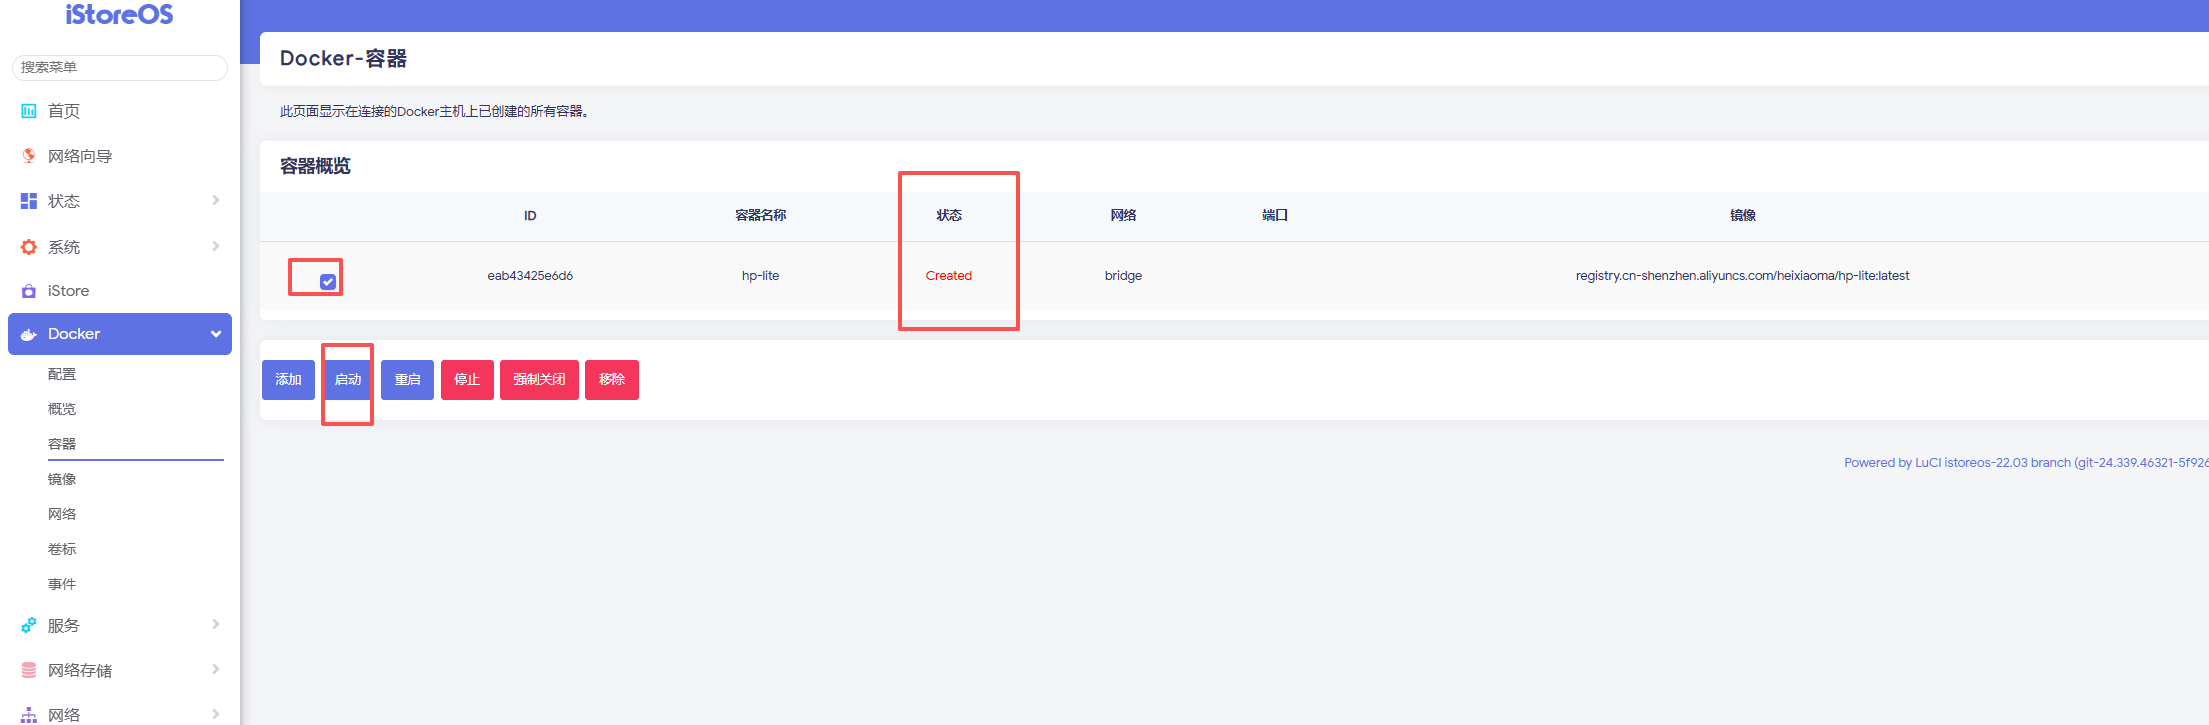 iStoreOS
搜索菜单
首页
网络向导
状态
系统
iStore
Docker
配置
概览
容器
镜像
网络
卷标
事件
服务
网络存储
网络
Docker-容器
此页面显示在连接的Docker主机上已创建的所有容器。
容器概览
ID 容器名称 状态 网络 端口 镜像
eab43425e6d6 hp-lite Created bridge registry.cn-shenzhen.aliyuncs.com/heixiaoma/hp-lite:latest
添加 启动 重启 停止 强制关闭 移除
Powered by LuCI istoreos-22.03 branch (git-24.339.46321-5f926